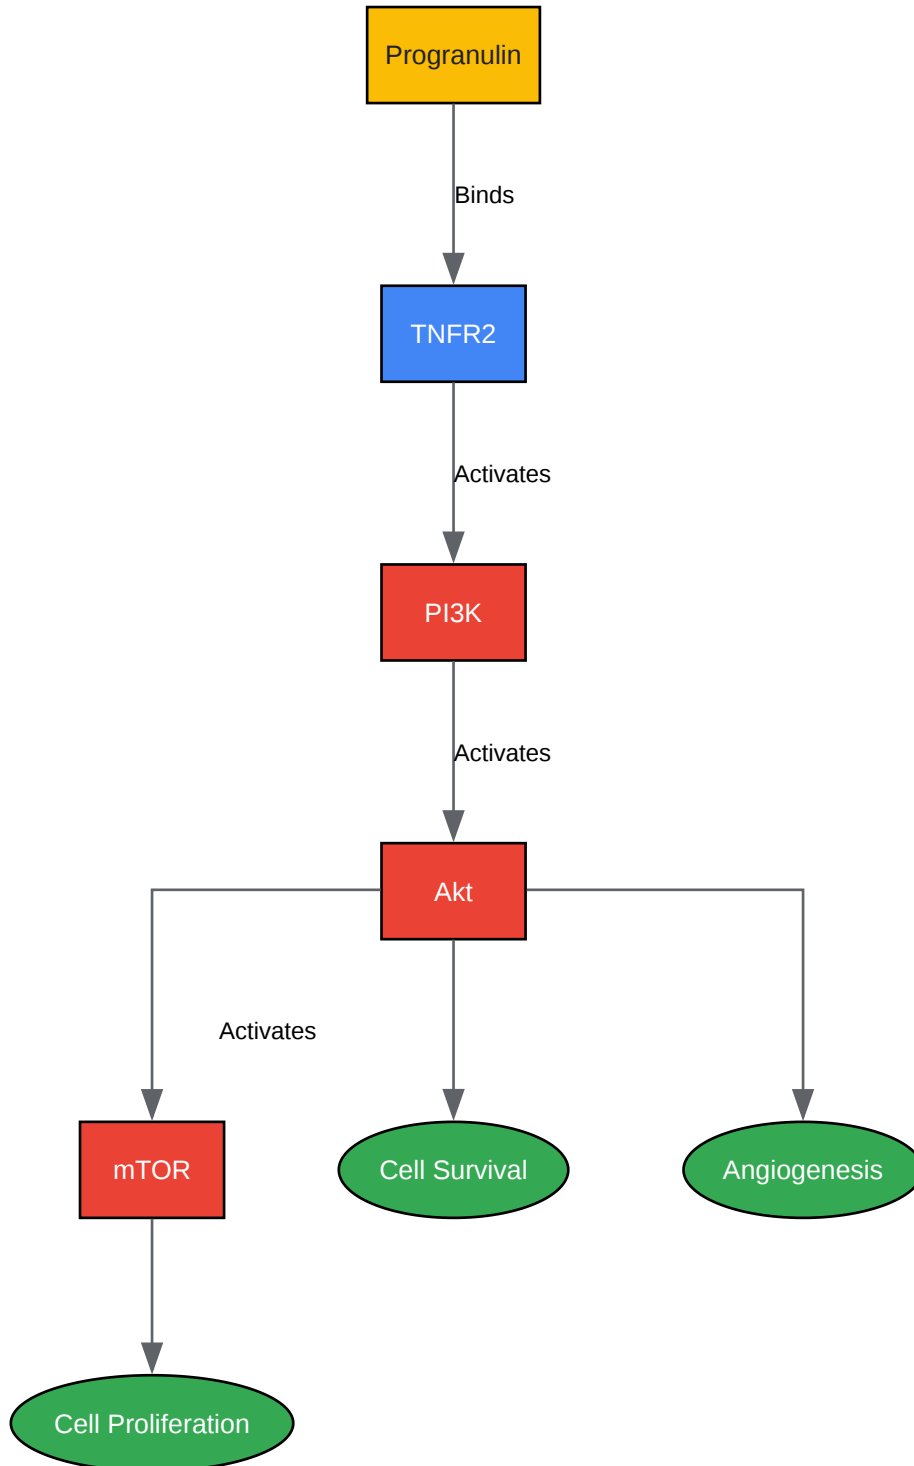 Progranulin
Binds
TNFR2
Activates
PI3K
Activates
Akt
Activates
mTOR
Cell Survival
Angiogenesis
Cell Proliferation